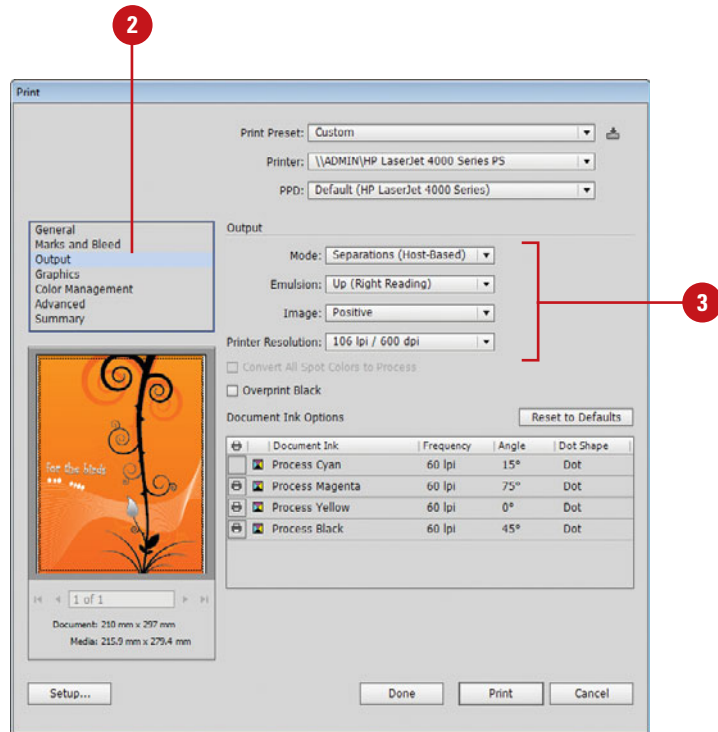 2
Print
Print Preset: Custom
Printer: \\ADMIN\HP LaserJet 4000 Series PS
PPD: Default (HP LaserJet 4000 Series)
General
Marks and Bleed
Output
Graphics
Color Management
Advanced
Summary
Output
Mode: Separations (Host-Based)
Emulsion: Up (Right Reading)
Image: Positive
Printer Resolution: 106 lpi / 600 dpi
3
Convert All Spot Colors to Process
Overprint Black
Document Ink Options
Reset to Defaults
Document Ink Frequency Angle Dot Shape
Process Cyan 60 lpi 15° Dot
Process Magenta 60 lpi 75° Dot
Process Yellow 60 lpi 0° Dot
Process Black 60 lpi 45° Dot
For the birds
1 of 1
Document: 210 mm x 297 mm
Media: 215.9 mm x 279.4 mm
Setup...
Done
Print
Cancel